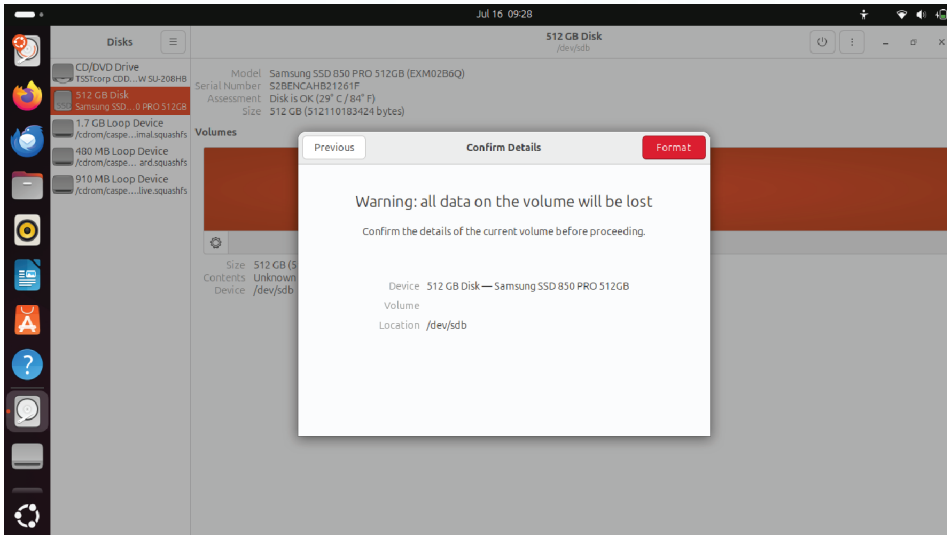 Jul 16 09:28
Disks
512 GB Disk
/dev/sdb
CD/DVD Drive
TSSTcorp CDD...W SU-208HB
512 GB Disk
Samsung SSD...0 PRO 512GB
SSD
1.7 GB Loop Device
/cdrom/caspe...imal.squashfs
480 MB Loop Device
/cdrom/caspe... ard.squashfs
910 MB Loop Device
/cdrom/caspe....live.squashfs
Model Samsung SSD 850 PRO 512GB (EXM02B6Q)
Serial Number S2BENCAHB21261F
Assessment Disk is OK (29° C / 84° F)
Size 512 GB (512110183424 bytes)
Volumes
Size 512 GB (5
Contents Unknown
Device /dev/sdb
Previous
Confirm Details
Format
Warning: all data on the volume will be lost
Confirm the details of the current volume before proceeding.
Device 512 GB Disk — Samsung SSD 850 PRO 512GB
Volume
Location /dev/sdb